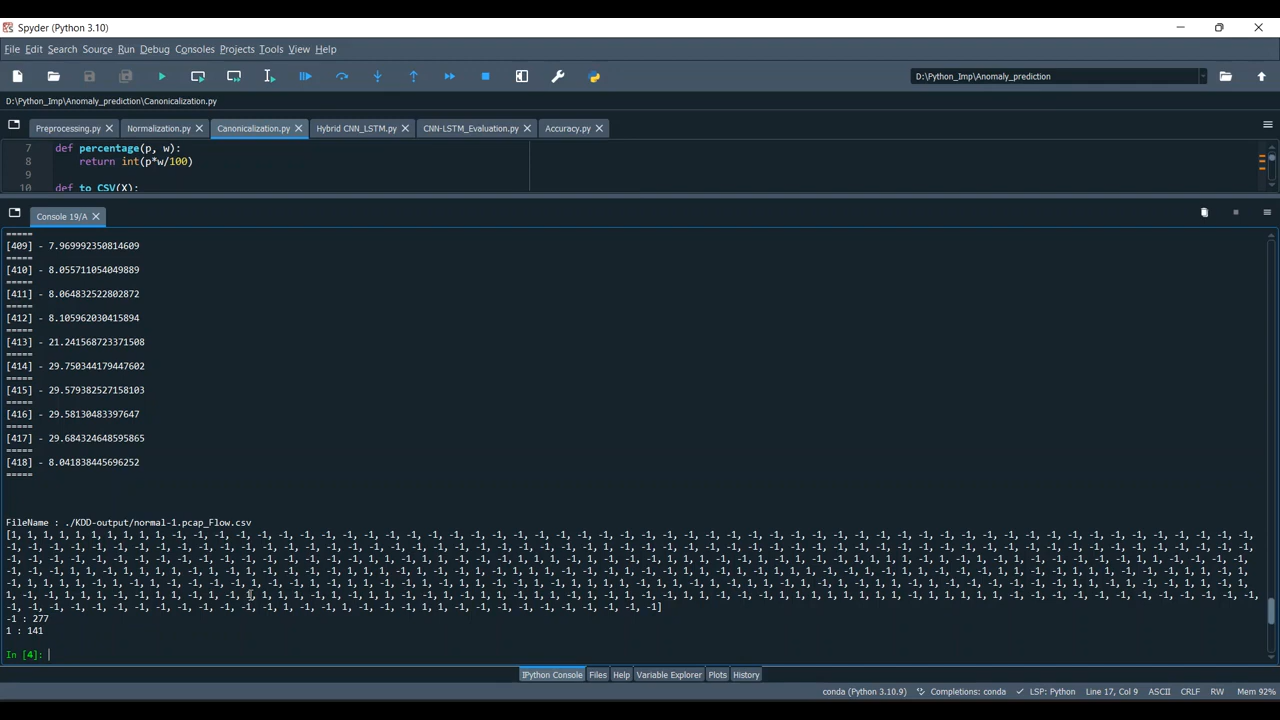 Spyder (Python 3.10)
File Edit Search Source Run Debug Consoles Projects Tools View Help
D:\Python_Imp\Anomaly_prediction
D:\Python_Imp\Anomaly_prediction\Canonicalization.py
Preprocessing.py Normalization.py Canonicalization.py Hybrid CNN_LSTM.py CNN-LSTM_Evaluation.py Accuracy.py
7 def percentage(p, w):
8 return int(p*w/100)
9
10 def to_CSV(X):
Console 19/A
=====
[409] - 7.969992350814609
=====
[410] - 8.055711054049889
=====
[411] - 8.064832522802872
=====
[412] - 8.105962030415894
=====
[413] - 21.241568723371508
=====
[414] - 29.750344179447602
=====
[415] - 29.579382527158103
=====
[416] - 29.58130483397647
=====
[417] - 29.684324648595865
=====
[418] - 8.041838445696252
=====
FileName : ./KDD-output/normal-1.pcap_Flow.csv
-1 : 277
1 : 141
In [4]:
IPython Console Files Help Variable Explorer Plots History
conda (Python 3.10.9) Completions: conda LSP: Python Line 17, Col 9 ASCII CRLF RW Mem 92%